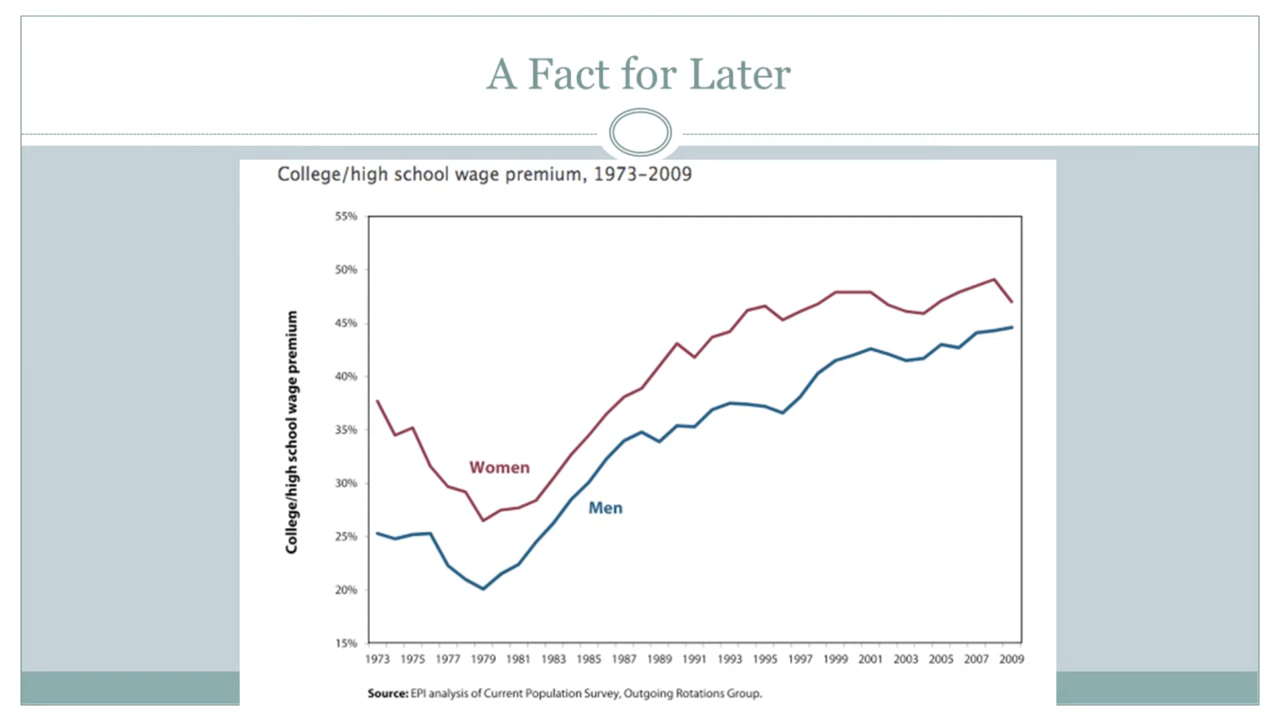 A Fact for Later
College/high school wage premium, 1973–2009
55%
50%
45%
40%
35%
30%
25%
20%
15%
College/high school wage premium
Women
Men
1973 1975 1977 1979 1981 1983 1985 1987 1989 1991 1993 1995 1997 1999 2001 2003 2005 2007 2009
Source: EPI analysis of Current Population Survey, Outgoing Rotations Group.